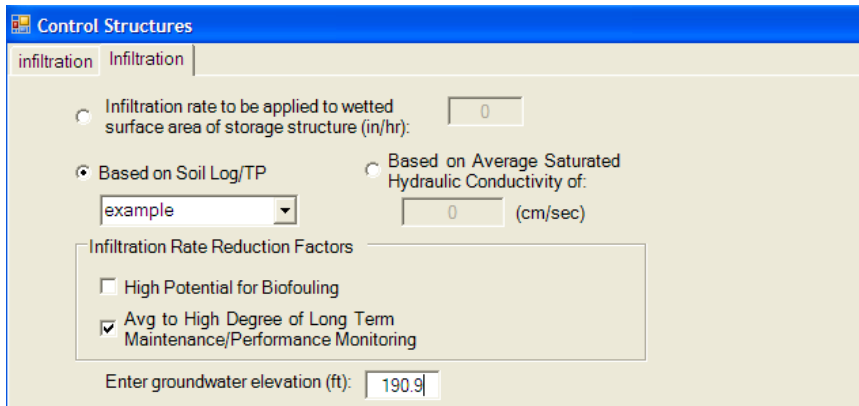 Control Structures
infiltration
Infiltration
Infiltration rate to be applied to wetted
surface area of storage structure (in/hr):
0
Based on Soil Log/TP
example
Based on Average Saturated
Hydraulic Conductivity of:
0
(cm/sec)
Infiltration Rate Reduction Factors
High Potential for Biofouling
Avg to High Degree of Long Term
Maintenance/Performance Monitoring
Enter groundwater elevation (ft):
190.9